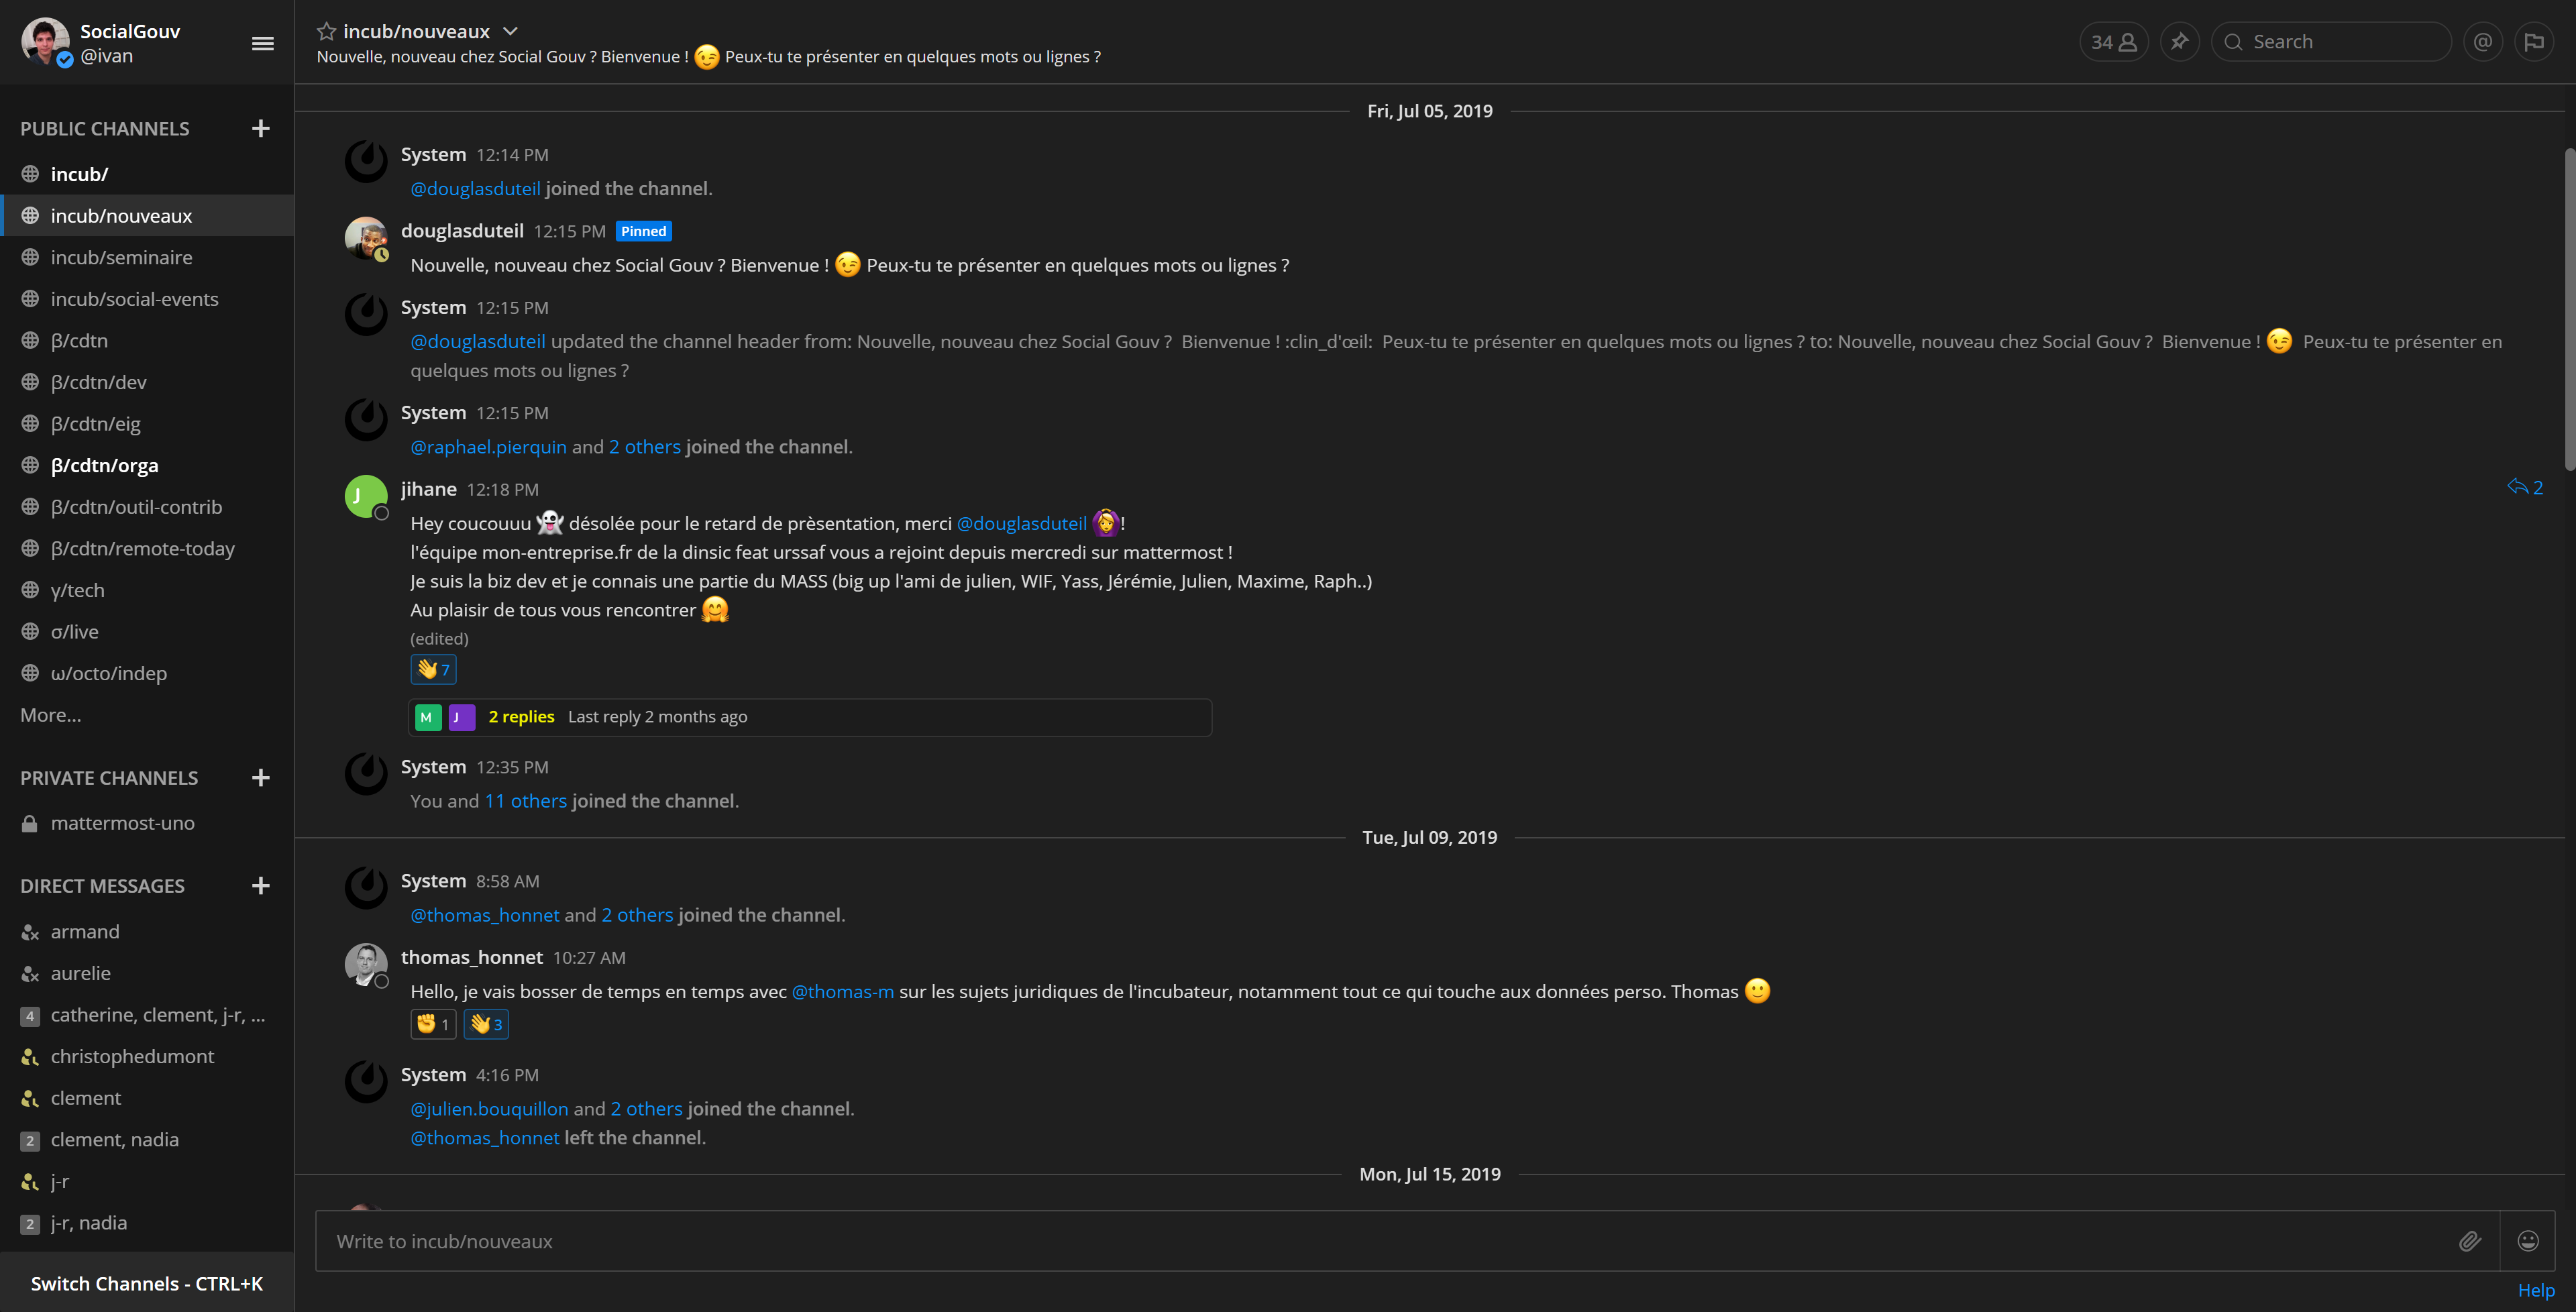 SocialGouv
@ivan
PUBLIC CHANNELS
incub/
incub/nouveaux
incub/seminaire
incub/social-events
β/cdtn
β/cdtn/dev
β/cdtn/eig
β/cdtn/orga
β/cdtn/outil-contrib
β/cdtn/remote-today
γ/tech
σ/live
ω/octo/indep
More...
PRIVATE CHANNELS
mattermost-uno
DIRECT MESSAGES
armand
aurelie
4 catherine, clement, j-r, ...
christophedumont
clement
2 clement, nadia
j-r
2 j-r, nadia
Switch Channels - CTRL+K
incub/nouveaux
Nouvelle, nouveau chez Social Gouv ? Bienvenue ! 😉 Peux-tu te présenter en quelques mots ou lignes ?
34
Search
@
Fri, Jul 05, 2019
System 12:14 PM
@douglasduteil joined the channel.
douglasduteil 12:15 PM Pinned
Nouvelle, nouveau chez Social Gouv ? Bienvenue ! 😉 Peux-tu te présenter en quelques mots ou lignes ?
System 12:15 PM
@douglasduteil updated the channel header from: Nouvelle, nouveau chez Social Gouv ? Bienvenue ! :clin_d'œil: Peux-tu te présenter en quelques mots ou lignes ? to: Nouvelle, nouveau chez Social Gouv ? Bienvenue ! 😉 Peux-tu te présenter en
quelques mots ou lignes ?
System 12:15 PM
@raphael.pierquin and 2 others joined the channel.
J
jihane 12:18 PM
2
Hey coucouuu 👻 désolée pour le retard de prèsentation, merci @douglasduteil 🙆!
l'équipe mon-entreprise.fr de la dinsic feat urssaf vous a rejoint depuis mercredi sur mattermost !
Je suis la biz dev et je connais une partie du MASS (big up l'ami de julien, WIF, Yass, Jérémie, Julien, Maxime, Raph..)
Au plaisir de tous vous rencontrer 🤗
(edited)
👋 7
M J 2 replies Last reply 2 months ago
System 12:35 PM
You and 11 others joined the channel.
Tue, Jul 09, 2019
System 8:58 AM
@thomas_honnet and 2 others joined the channel.
thomas_honnet 10:27 AM
Hello, je vais bosser de temps en temps avec @thomas-m sur les sujets juridiques de l'incubateur, notamment tout ce qui touche aux données perso. Thomas 🙂
✊ 1 👋 3
System 4:16 PM
@julien.bouquillon and 2 others joined the channel.
@thomas_honnet left the channel.
Mon, Jul 15, 2019
Write to incub/nouveaux
Help